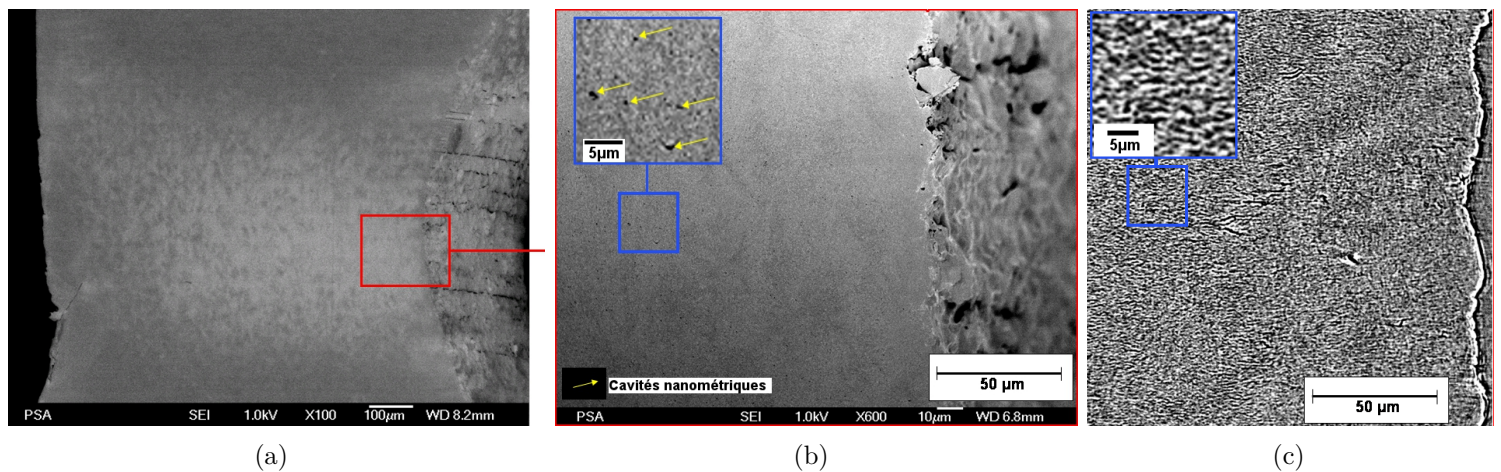 PSA SEI 1.0kV X100 100µm WD 8.2mm
5µm
Cavités nanométriques
50 µm
PSA SEI 1.0kV X600 10µm WD 6.8mm
5µm
50 µm
(a) (b) (c)